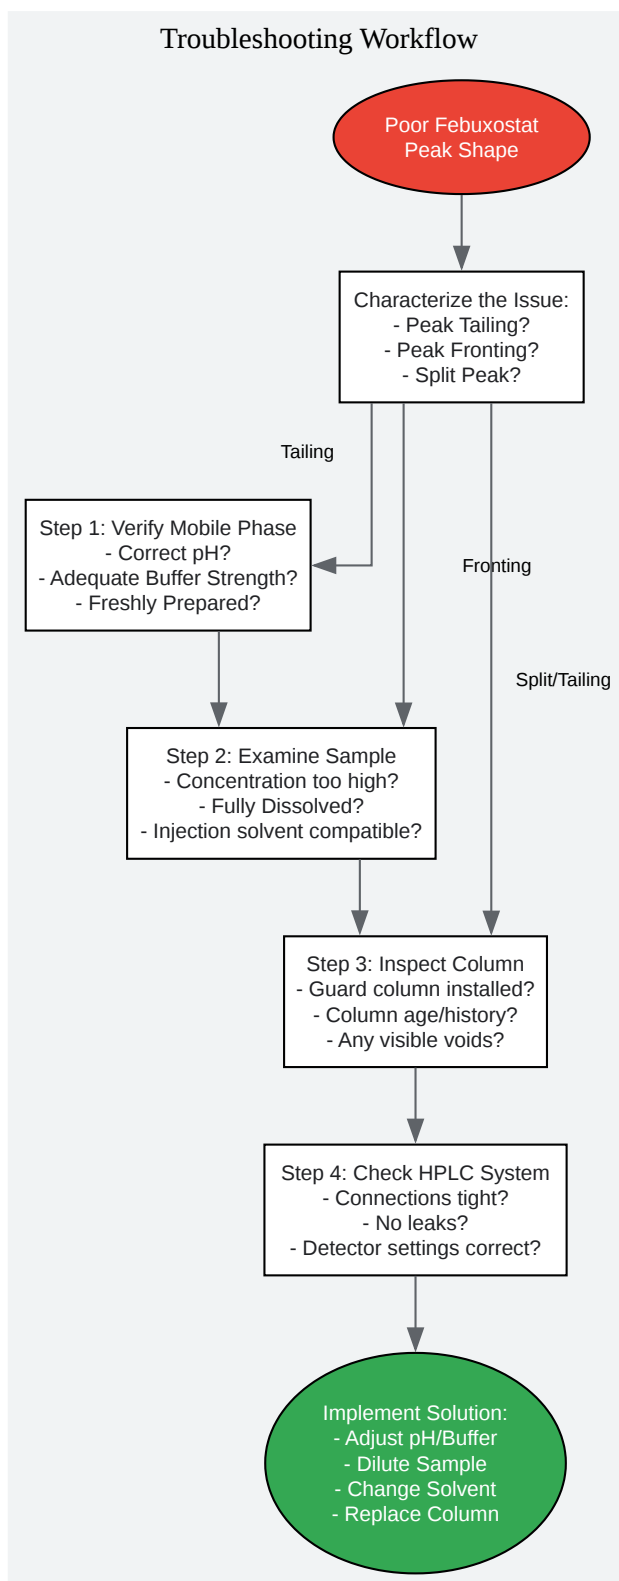 Troubleshooting Workflow
Poor Febuxostat
Peak Shape
Characterize the Issue:
- Peak Tailing?
- Peak Fronting?
- Split Peak?
Tailing
Step 1: Verify Mobile Phase
- Correct pH?
- Adequate Buffer Strength?
- Freshly Prepared?
Fronting
Split/Tailing
Step 2: Examine Sample
- Concentration too high?
- Fully Dissolved?
- Injection solvent compatible?
Step 3: Inspect Column
- Guard column installed?
- Column age/history?
- Any visible voids?
Step 4: Check HPLC System
- Connections tight?
- No leaks?
- Detector settings correct?
Implement Solution:
- Adjust pH/Buffer
- Dilute Sample
- Change Solvent
- Replace Column